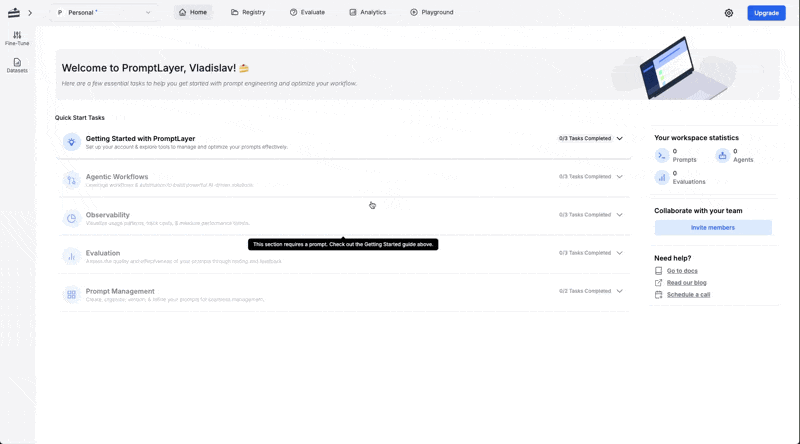 P Personal
Home
Registry
Evaluate
Analytics
Playground
Upgrade
Fine-Tune
Datasets
Welcome to PromptLayer, Vladislav! 🍰
Here are a few essential tasks to help you get started with prompt engineering and optimize your workflow.
Quick Start Tasks
Getting Started with PromptLayer
Set up your account & explore tools to manage and optimize your prompts effectively.
0/3 Tasks Completed
Agentic Workflows
Leverage workflows & automation to build powerful AI-driven solutions
0/3 Tasks Completed
Observability
Visualize usage patterns, track costs, & measure performance trends.
0/3 Tasks Completed
This section requires a prompt. Check out the Getting Started guide above.
Evaluation
Assess the quality and effectiveness of your prompts through testing and feedback
0/3 Tasks Completed
Prompt Management
Create, organize, version, & refine your prompts for seamless management.
0/2 Tasks Completed
Your workspace statistics
0
Prompts
0
Agents
0
Evaluations
Collaborate with your team
Invite members
Need help?
Go to docs
Read our blog
Schedule a call